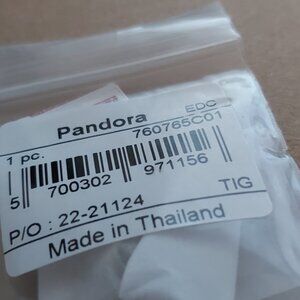 Pandora EDC
1 pc. 760765C01
5 700302 971156
P/O : 22-21124 TIG
Made in Thailand